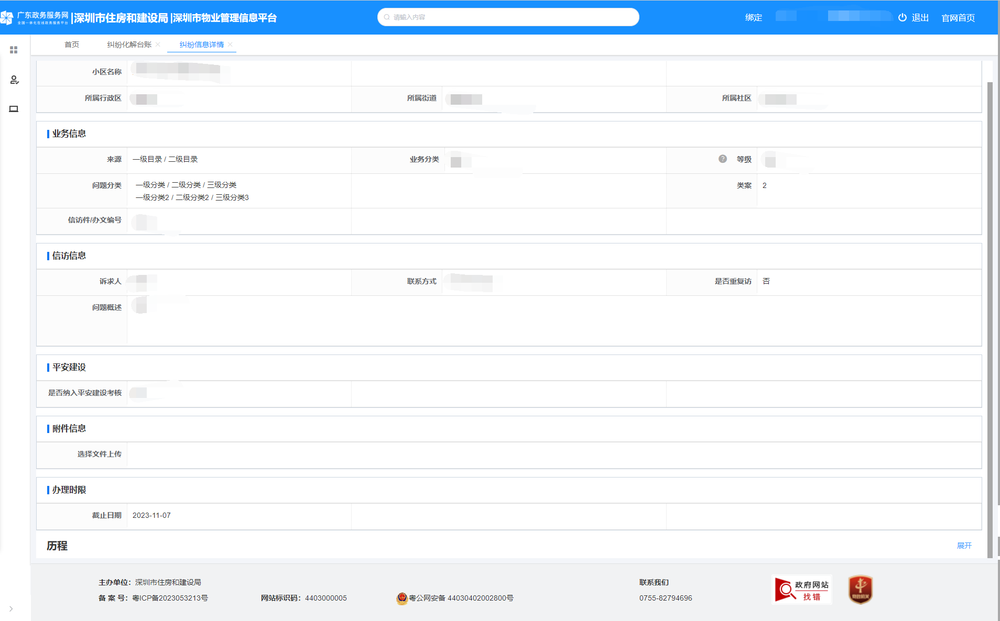 广东政务服务网
全国一体化在线政务服务平台
|深圳市住房和建设局 |深圳市物业管理信息平台
请输入内容
绑定
退出
官网首页
首页
纠纷化解台账
纠纷信息详情
小区名称
所属行政区
所属街道
所属社区
业务信息
来源
一级目录 / 二级目录
业务分类
等级
问题分类
一级分类 / 二级分类 / 三级分类
一级分类2 / 二级分类2 / 三级分类3
类案
2
信访件/办文编号
信访信息
诉求人
联系方式
是否重复访
否
问题概述
平安建设
是否纳入平安建设考核
附件信息
选择文件上传
办理时限
截止日期
2023-11-07
历程
展开
主办单位：深圳市住房和建设局
联系我们
备 案 号：粤ICP备2023053213号
网站标识码：4403000005
粤公网安备 44030402002800号
0755-82794696
政府网站
找错
党政机关